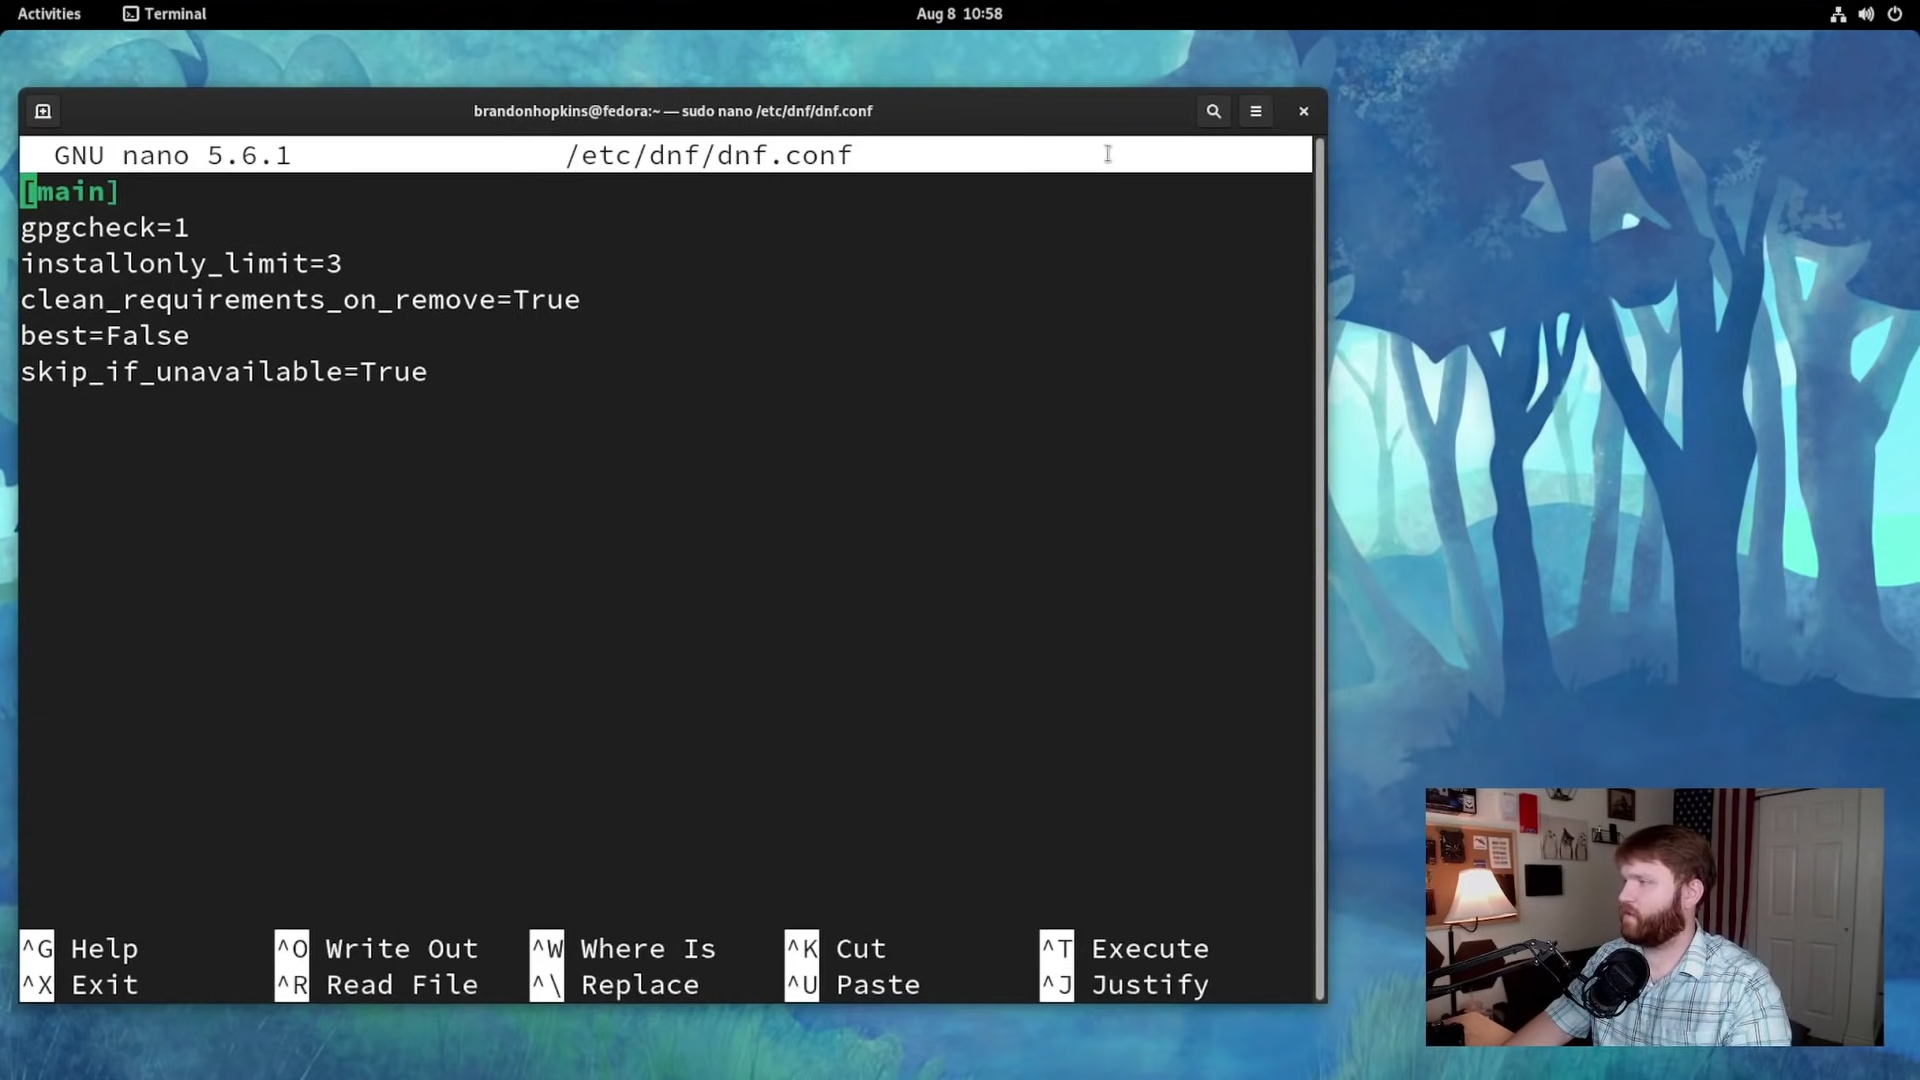 Activities
Terminal
Aug 8 10:58
brandonhopkins@fedora:~ — sudo nano /etc/dnf/dnf.conf
GNU nano 5.6.1 /etc/dnf/dnf.conf
[main]
gpgcheck=1
installonly_limit=3
clean_requirements_on_remove=True
best=False
skip_if_unavailable=True
^G Help ^O Write Out ^W Where Is ^K Cut ^T Execute
^X Exit ^R Read File ^\ Replace ^U Paste ^J Justify